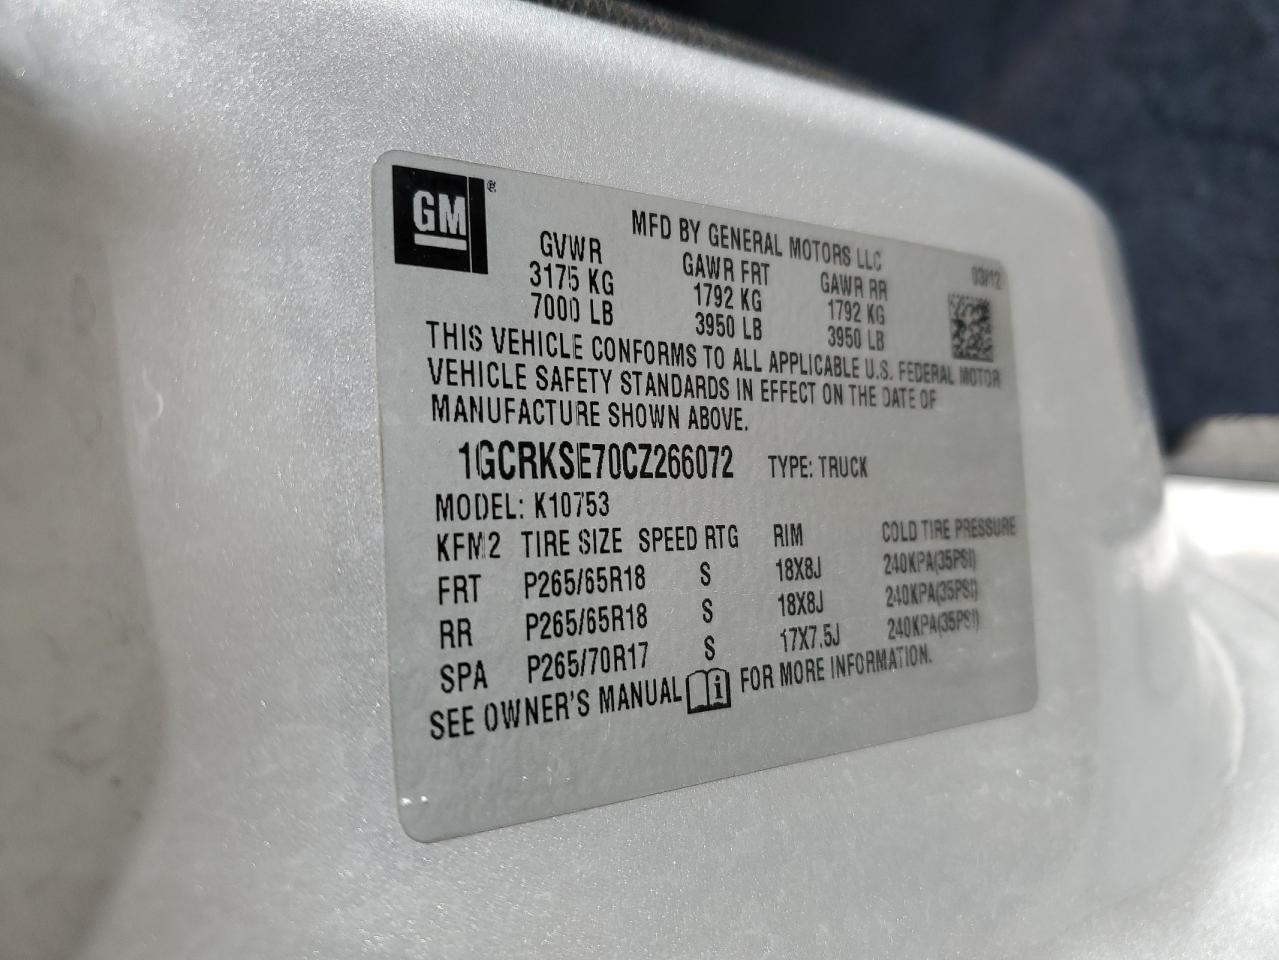 GM ®
MFD BY GENERAL MOTORS LLC
GVWR GAWR FRT GAWR RR 03/12
3175 KG 1792 KG 1792 KG
7000 LB 3950 LB 3950 LB
THIS VEHICLE CONFORMS TO ALL APPLICABLE U.S. FEDERAL MOTOR
VEHICLE SAFETY STANDARDS IN EFFECT ON THE DATE OF
MANUFACTURE SHOWN ABOVE.
1GCRKSE70CZ266072 TYPE: TRUCK
MODEL: K10753
KFM2 TIRE SIZE SPEED RTG RIM COLD TIRE PRESSURE
FRT P265/65R18 S 18X8J 240KPA(35PSI)
RR P265/65R18 S 18X8J 240KPA(35PSI)
SPA P265/70R17 S 17X7.5J 240KPA(35PSI)
SEE OWNER'S MANUAL i FOR MORE INFORMATION.